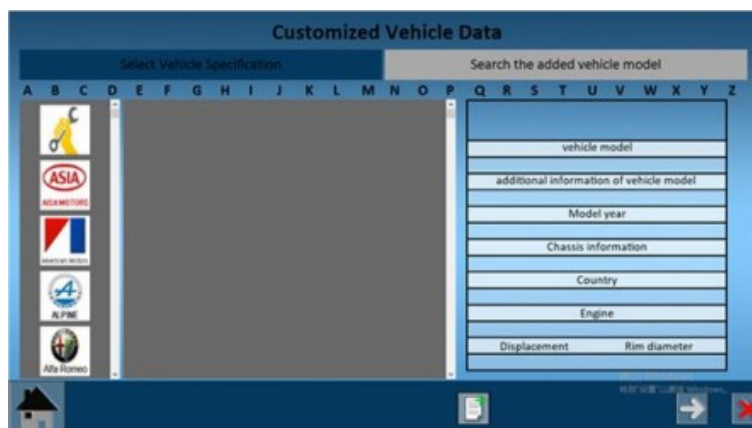 Customized Vehicle Data
Select Vehicle Specification
Search the added vehicle model
A B C D E F G H I J K L M N O P Q R S T U V W X Y Z
ASIA
ASIA MOTORS
American Motors
ALPINE
Alfa Romeo
vehicle model
additional information of vehicle model
Model year
Chassis information
Country
Engine
Displacement Rim diameter